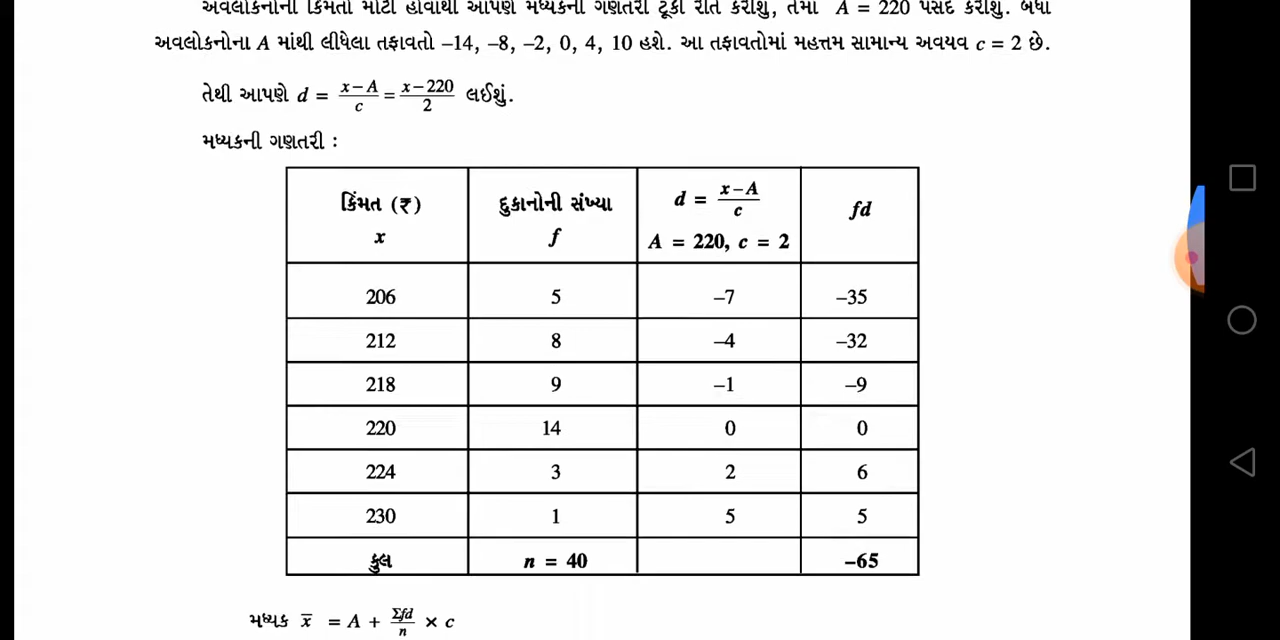 અવલોકનોની કિંમતો મોટી હોવાથી આપણે મધ્યકની ગણતરી ટૂંકી રીતે કરીશું, તેમાં A = 220 પસંદ કરીશું. બધા
અવલોકનોના A માંથી લીધેલા તફાવતો –14, –8, –2, 0, 4, 10 હશે. આ તફાવતોમાં મહત્તમ સામાન્ય અવયવ c = 2 છે.
તેથી આપણે d = x–A/c = x–220/2 લઈશું.
મધ્યકની ગણતરી :
કિંમત (₹) x દુકાનોની સંખ્યા f d = x–A/c A = 220, c = 2 fd
206 5 –7 –35
212 8 –4 –32
218 9 –1 –9
220 14 0 0
224 3 2 6
230 1 5 5
કુલ n = 40 –65
મધ્યક x̅ = A + Σfd/n × c